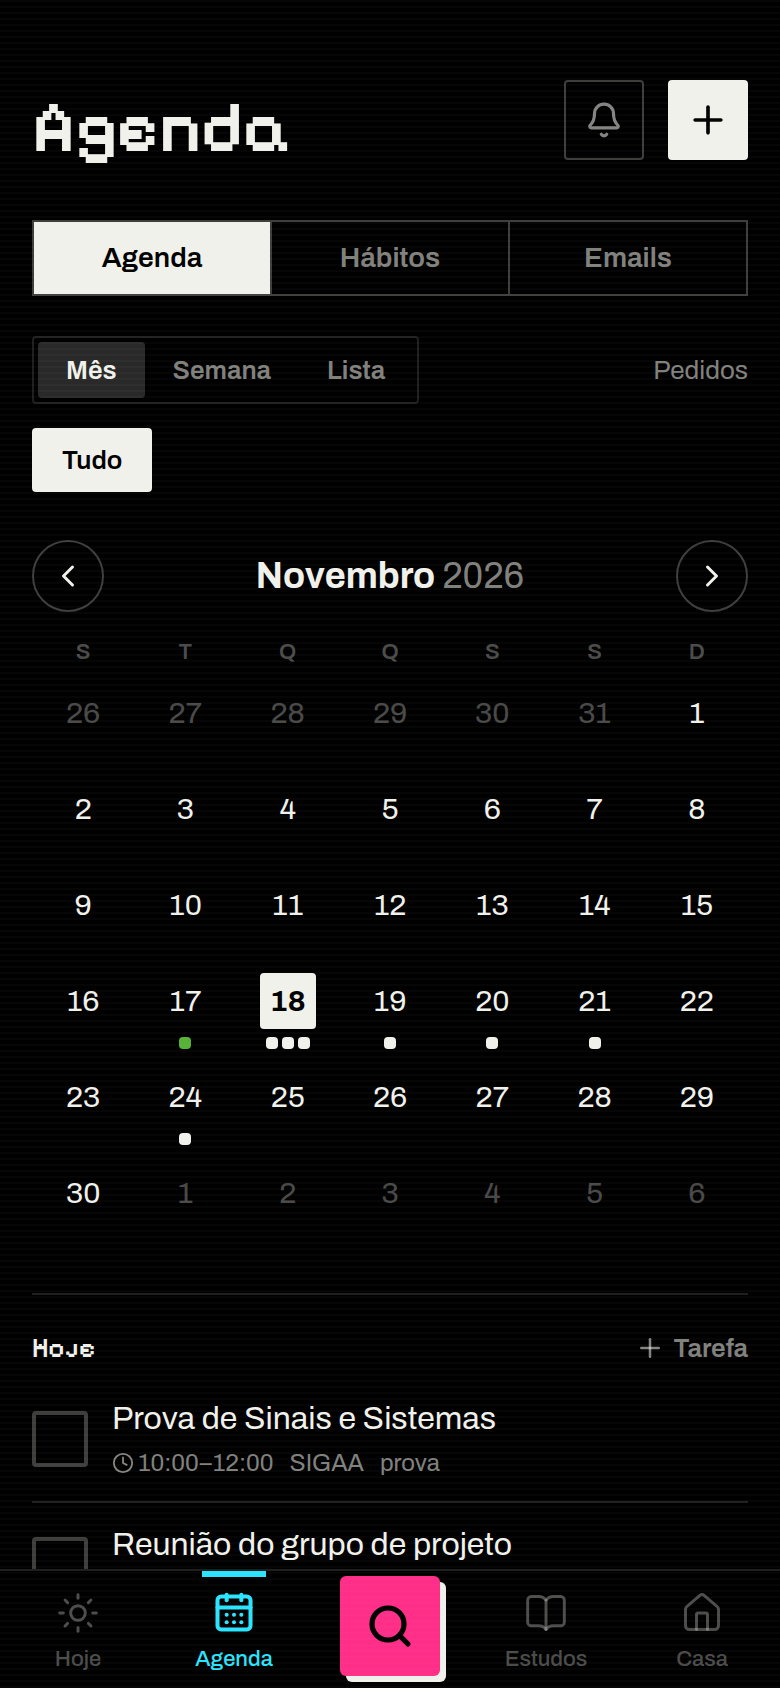 Agenda
Agenda Hábitos Emails
Mês Semana Lista Pedidos
Tudo
Novembro 2026
S T Q Q S S D
26 27 28 29 30 31 1
2 3 4 5 6 7 8
9 10 11 12 13 14 15
16 17 18 19 20 21 22
23 24 25 26 27 28 29
30 1 2 3 4 5 6
Hoje + Tarefa
Prova de Sinais e Sistemas
10:00–12:00 SIGAA prova
Reunião do grupo de projeto
Hoje Agenda Estudos Casa